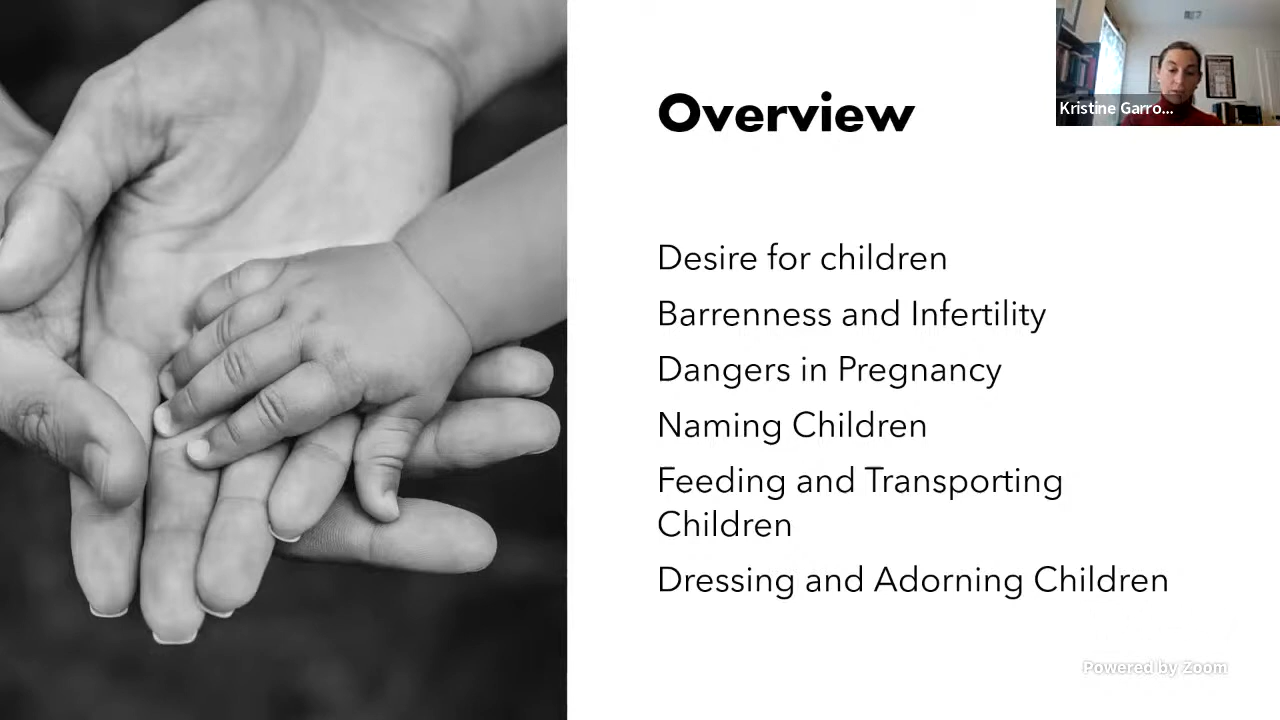 Overview
Kristine Garro...
Desire for children
Barrenness and Infertility
Dangers in Pregnancy
Naming Children
Feeding and Transporting
Children
Dressing and Adorning Children
Powered by Zoom